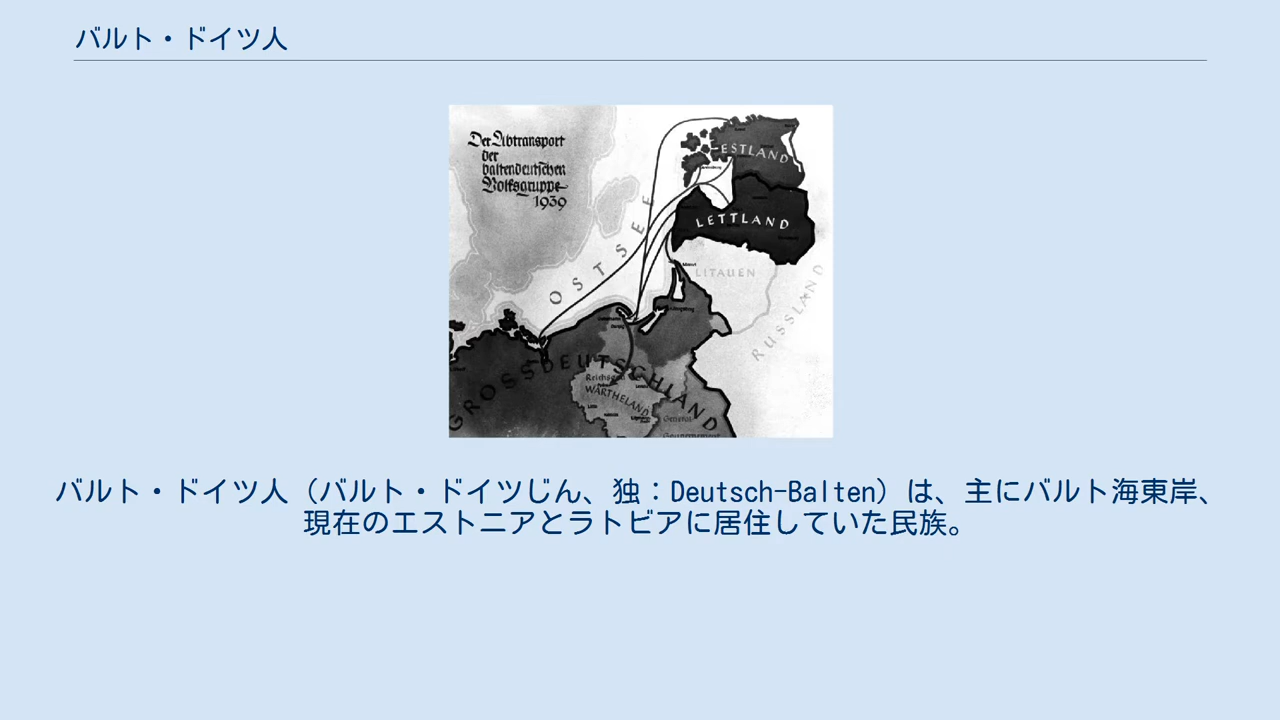 バルト・ドイツ人
Der Abtransport
der
baltendeutschen
Volksgruppe
1939
ESTLAND
LETTLAND
LITAUEN
OSTSEE
RUSSLAND
GROSSDEUTSCHLAND
Reichsgau
WARTHELAND
General
Gouvernement
バルト・ドイツ人（バルト・ドイツじん、独：Deutsch-Balten）は、主にバルト海東岸、
現在のエストニアとラトビアに居住していた民族。